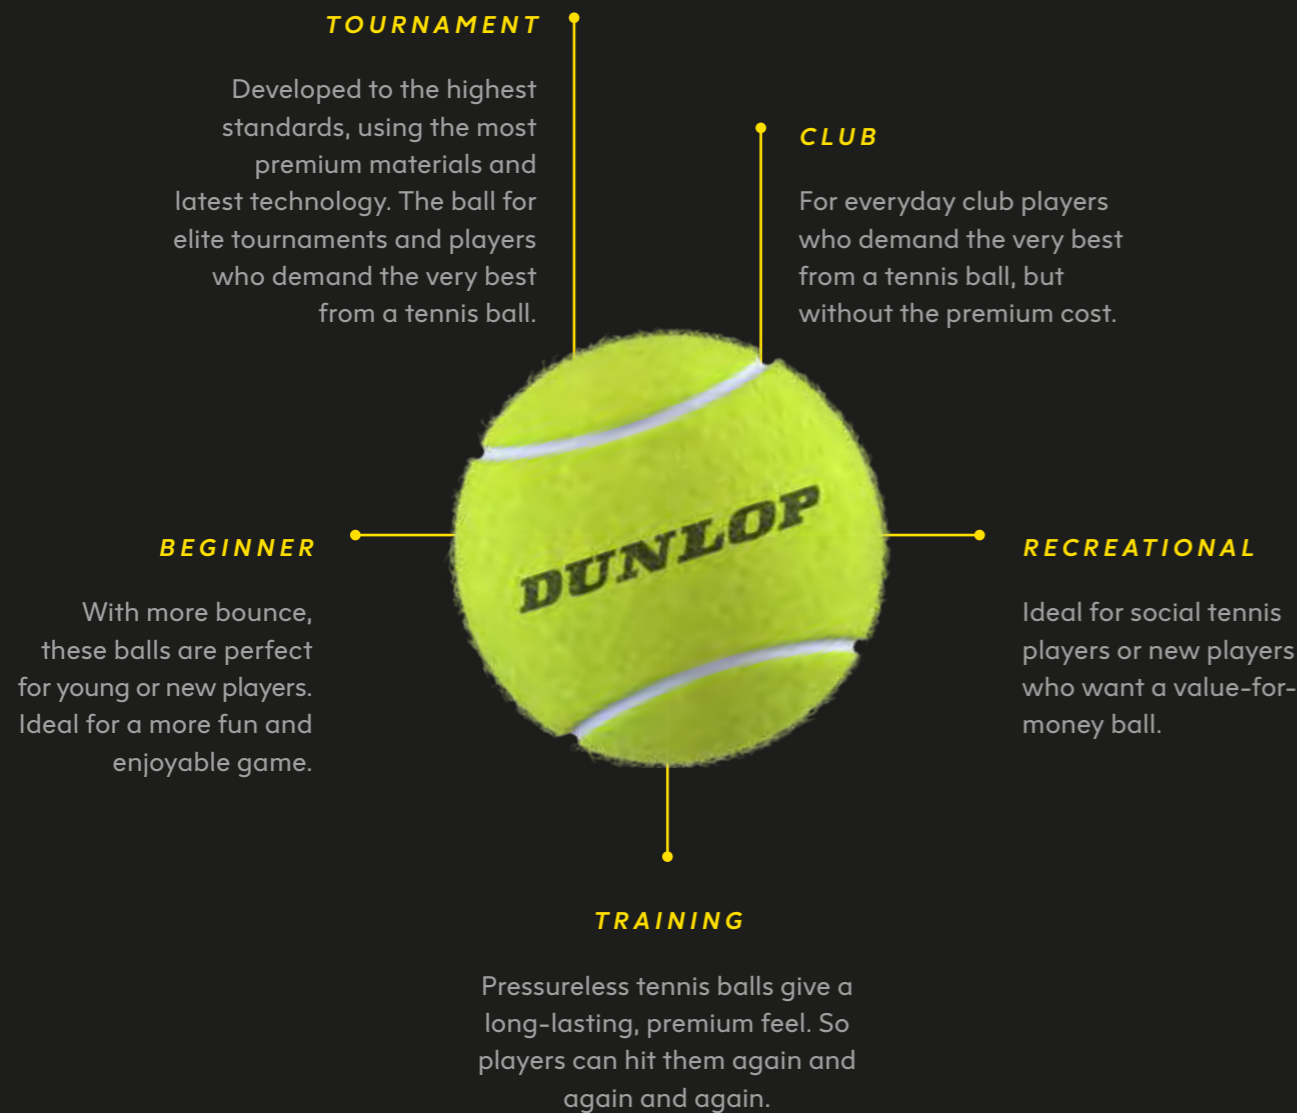 TOURNAMENT
Developed to the highest
standards, using the most
premium materials and
latest technology. The ball for
elite tournaments and players
who demand the very best
from a tennis ball.
CLUB
For everyday club players
who demand the very best
from a tennis ball, but
without the premium cost.
DUNLOP
BEGINNER
With more bounce,
these balls are perfect
for young or new players.
Ideal for a more fun and
enjoyable game.
RECREATIONAL
Ideal for social tennis
players or new players
who want a value-for-
money ball.
TRAINING
Pressureless tennis balls give a
long-lasting, premium feel. So
players can hit them again and
again and again.